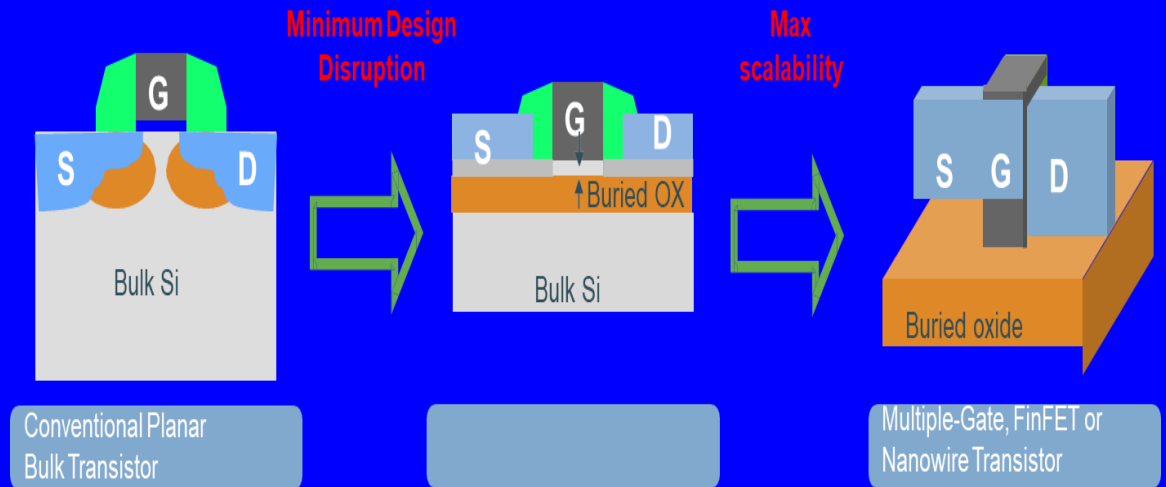 Minimum Design
Disruption
Max
scalability
G
S
D
Bulk Si
G
S
D
Buried OX
Bulk Si
S
G
D
Buried oxide
Conventional Planar
Bulk Transistor
Multiple-Gate, FinFET or
Nanowire Transistor